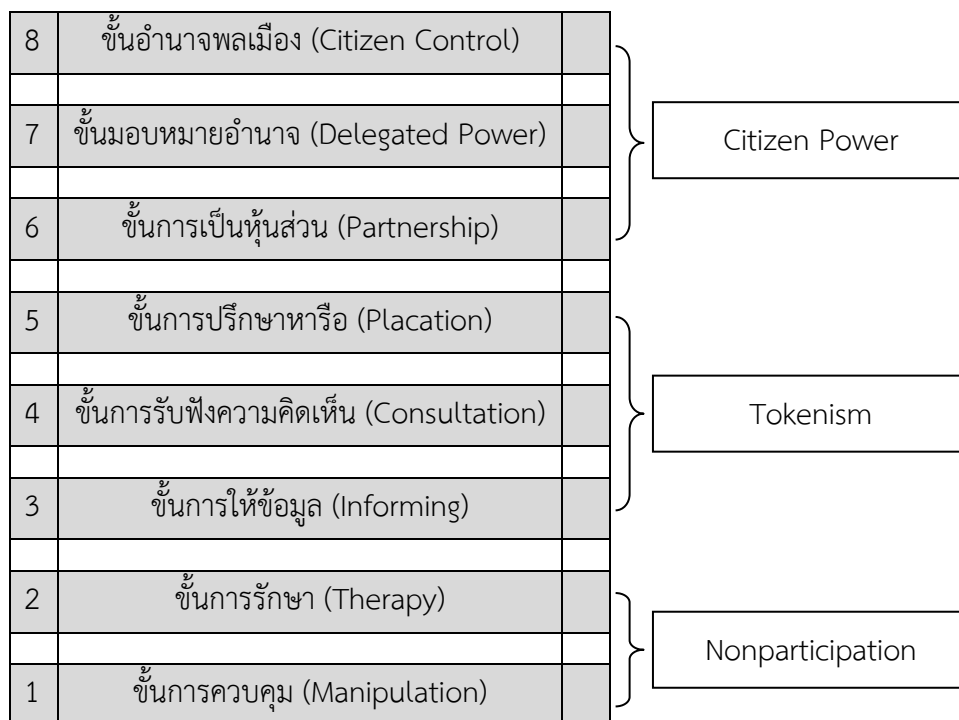 8 ขั้นอำนาจพลเมือง (Citizen Control)
7 ขั้นมอบหมายอำนาจ (Delegated Power)
Citizen Power
6 ขั้นการเป็นหุ้นส่วน (Partnership)
5 ขั้นการปรึกษาหารือ (Placation)
4 ขั้นการรับฟังความคิดเห็น (Consultation)
Tokenism
3 ขั้นการให้ข้อมูล (Informing)
2 ขั้นการรักษา (Therapy)
Nonparticipation
1 ขั้นการควบคุม (Manipulation)